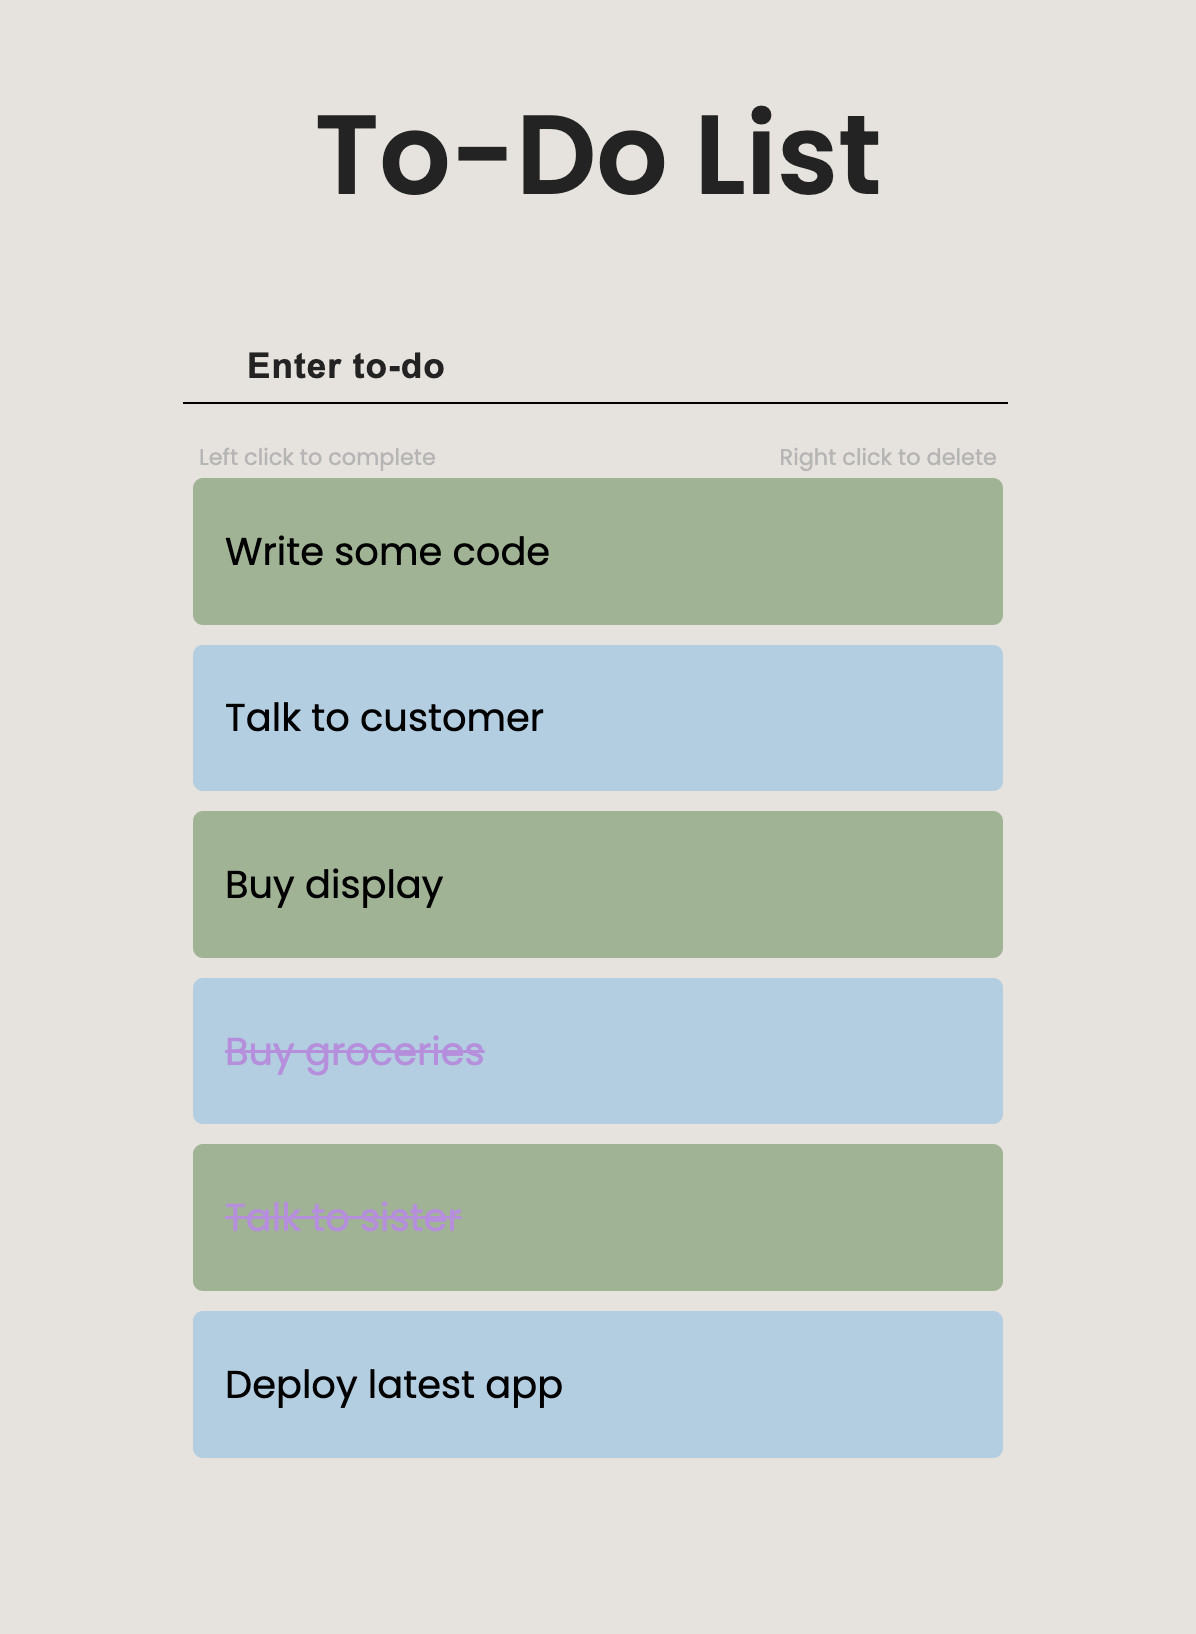 To-Do List
Enter to-do
Left click to complete Right click to delete
Write some code
Talk to customer
Buy display
Buy groceries
Talk to sister
Deploy latest app